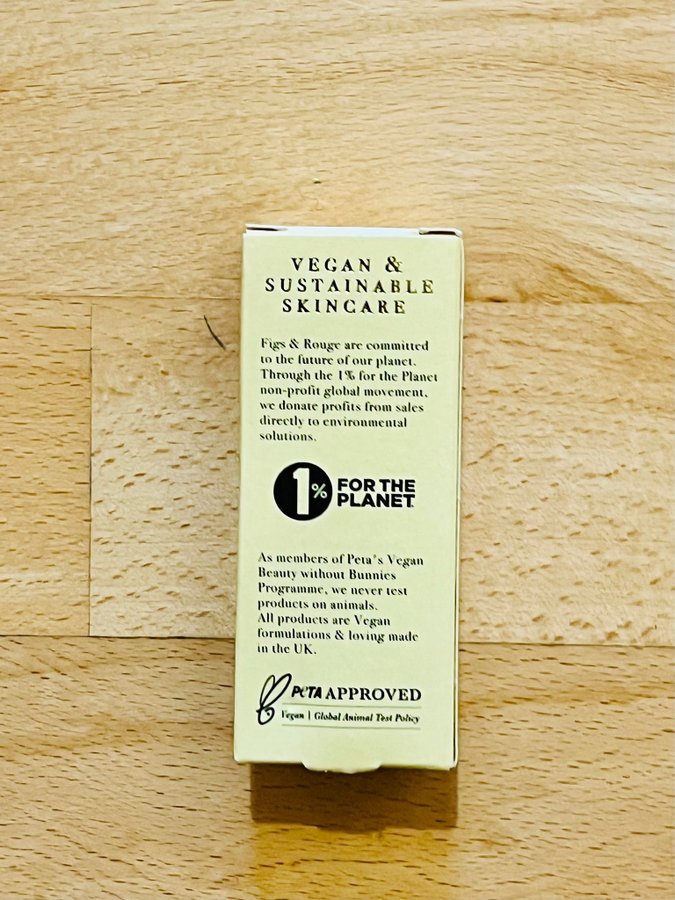 VEGAN &
SUSTAINABLE
SKINCARE
Figs & Rouge are committed
to the future of our planet.
Through the 1% for the Planet
non-profit global movement,
we donate profits from sales
directly to environmental
solutions.
1% FOR THE
PLANET
As members of Peta's Vegan
Beauty without Bunnies
Programme, we never test
products on animals.
All products are Vegan
formulations & loving made
in the UK.
PETA APPROVED
Vegan | Global Animal Test Policy